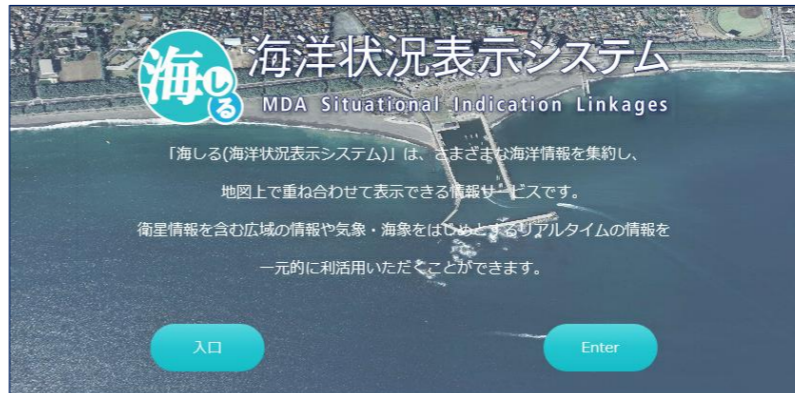 海しる
海洋状況表示システム
MDA Situational Indication Linkages
「海しる(海洋状況表示システム)」は、さまざまな海洋情報を集約し、
地図上で重ね合わせて表示できる情報サービスです。
衛星情報を含む広域の情報や気象・海象をはじめとするリアルタイムの情報を
一元的に利活用いただくことができます。
入口
Enter